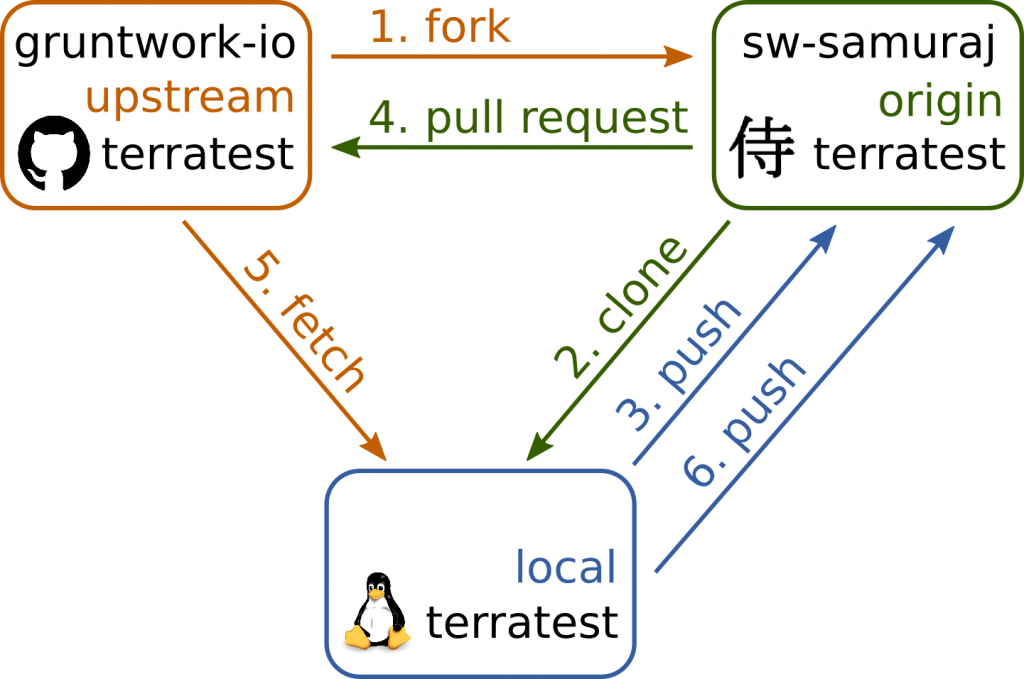 gruntwork-io
upstream
terratest
1. fork
4. pull request
sw-samuraj
origin
侍 terratest
5. fetch
2. clone
3. push
6. push
local
terratest